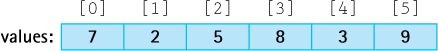 [0] [1] [2] [3] [4] [5]
values: 7 2 5 8 3 9